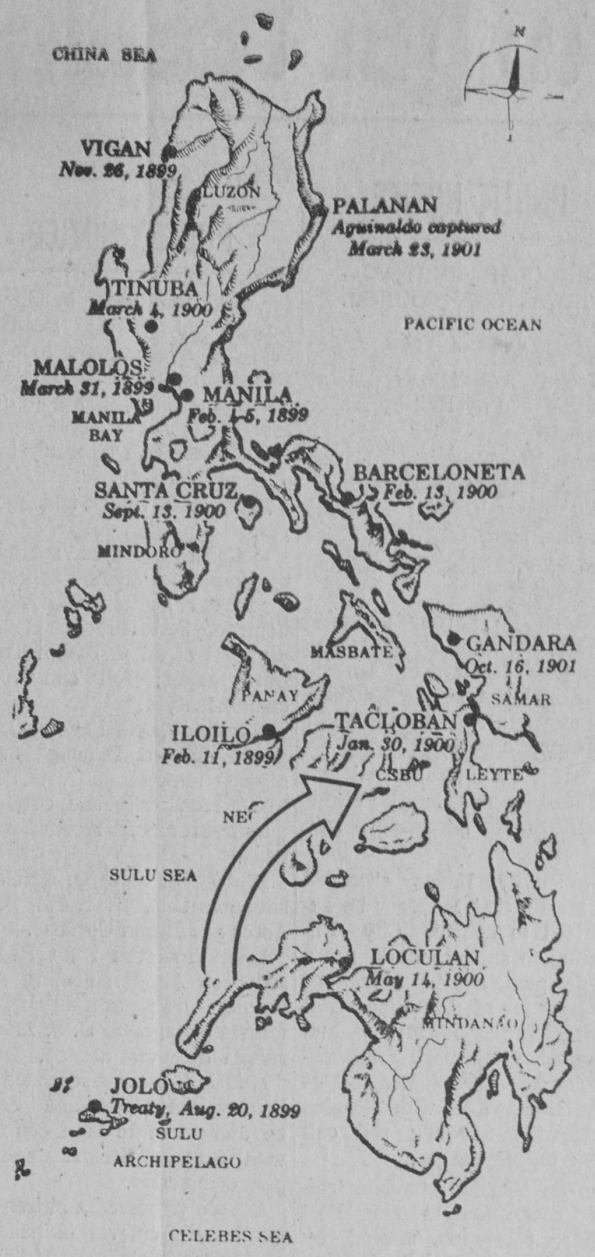 N
CHINA SEA
VIGAN
Nov. 26, 1899
LUZON
PALANAN
Aguinaldo captured
March 23, 1901
TINUBA
March 4, 1900
PACIFIC OCEAN
MALOLOS
March 31, 1899
MANILA
Feb. 4-5, 1899
MANILA
BAY
BARCELONETA
Feb. 13, 1900
SANTA CRUZ
Sept. 13, 1900
MINDORO
MASBATE
GANDARA
Oct. 16, 1901
PANAY
SAMAR
ILOILO
Feb. 11, 1899
TACLOBAN
Jan. 30, 1900
CEBU
LEYTE
NEG
SULU SEA
LOCULAN
May 14, 1900
MINDANAO
JOLO
Treaty, Aug. 20, 1899
SULU
ARCHIPELAGO
CELEBES SEA